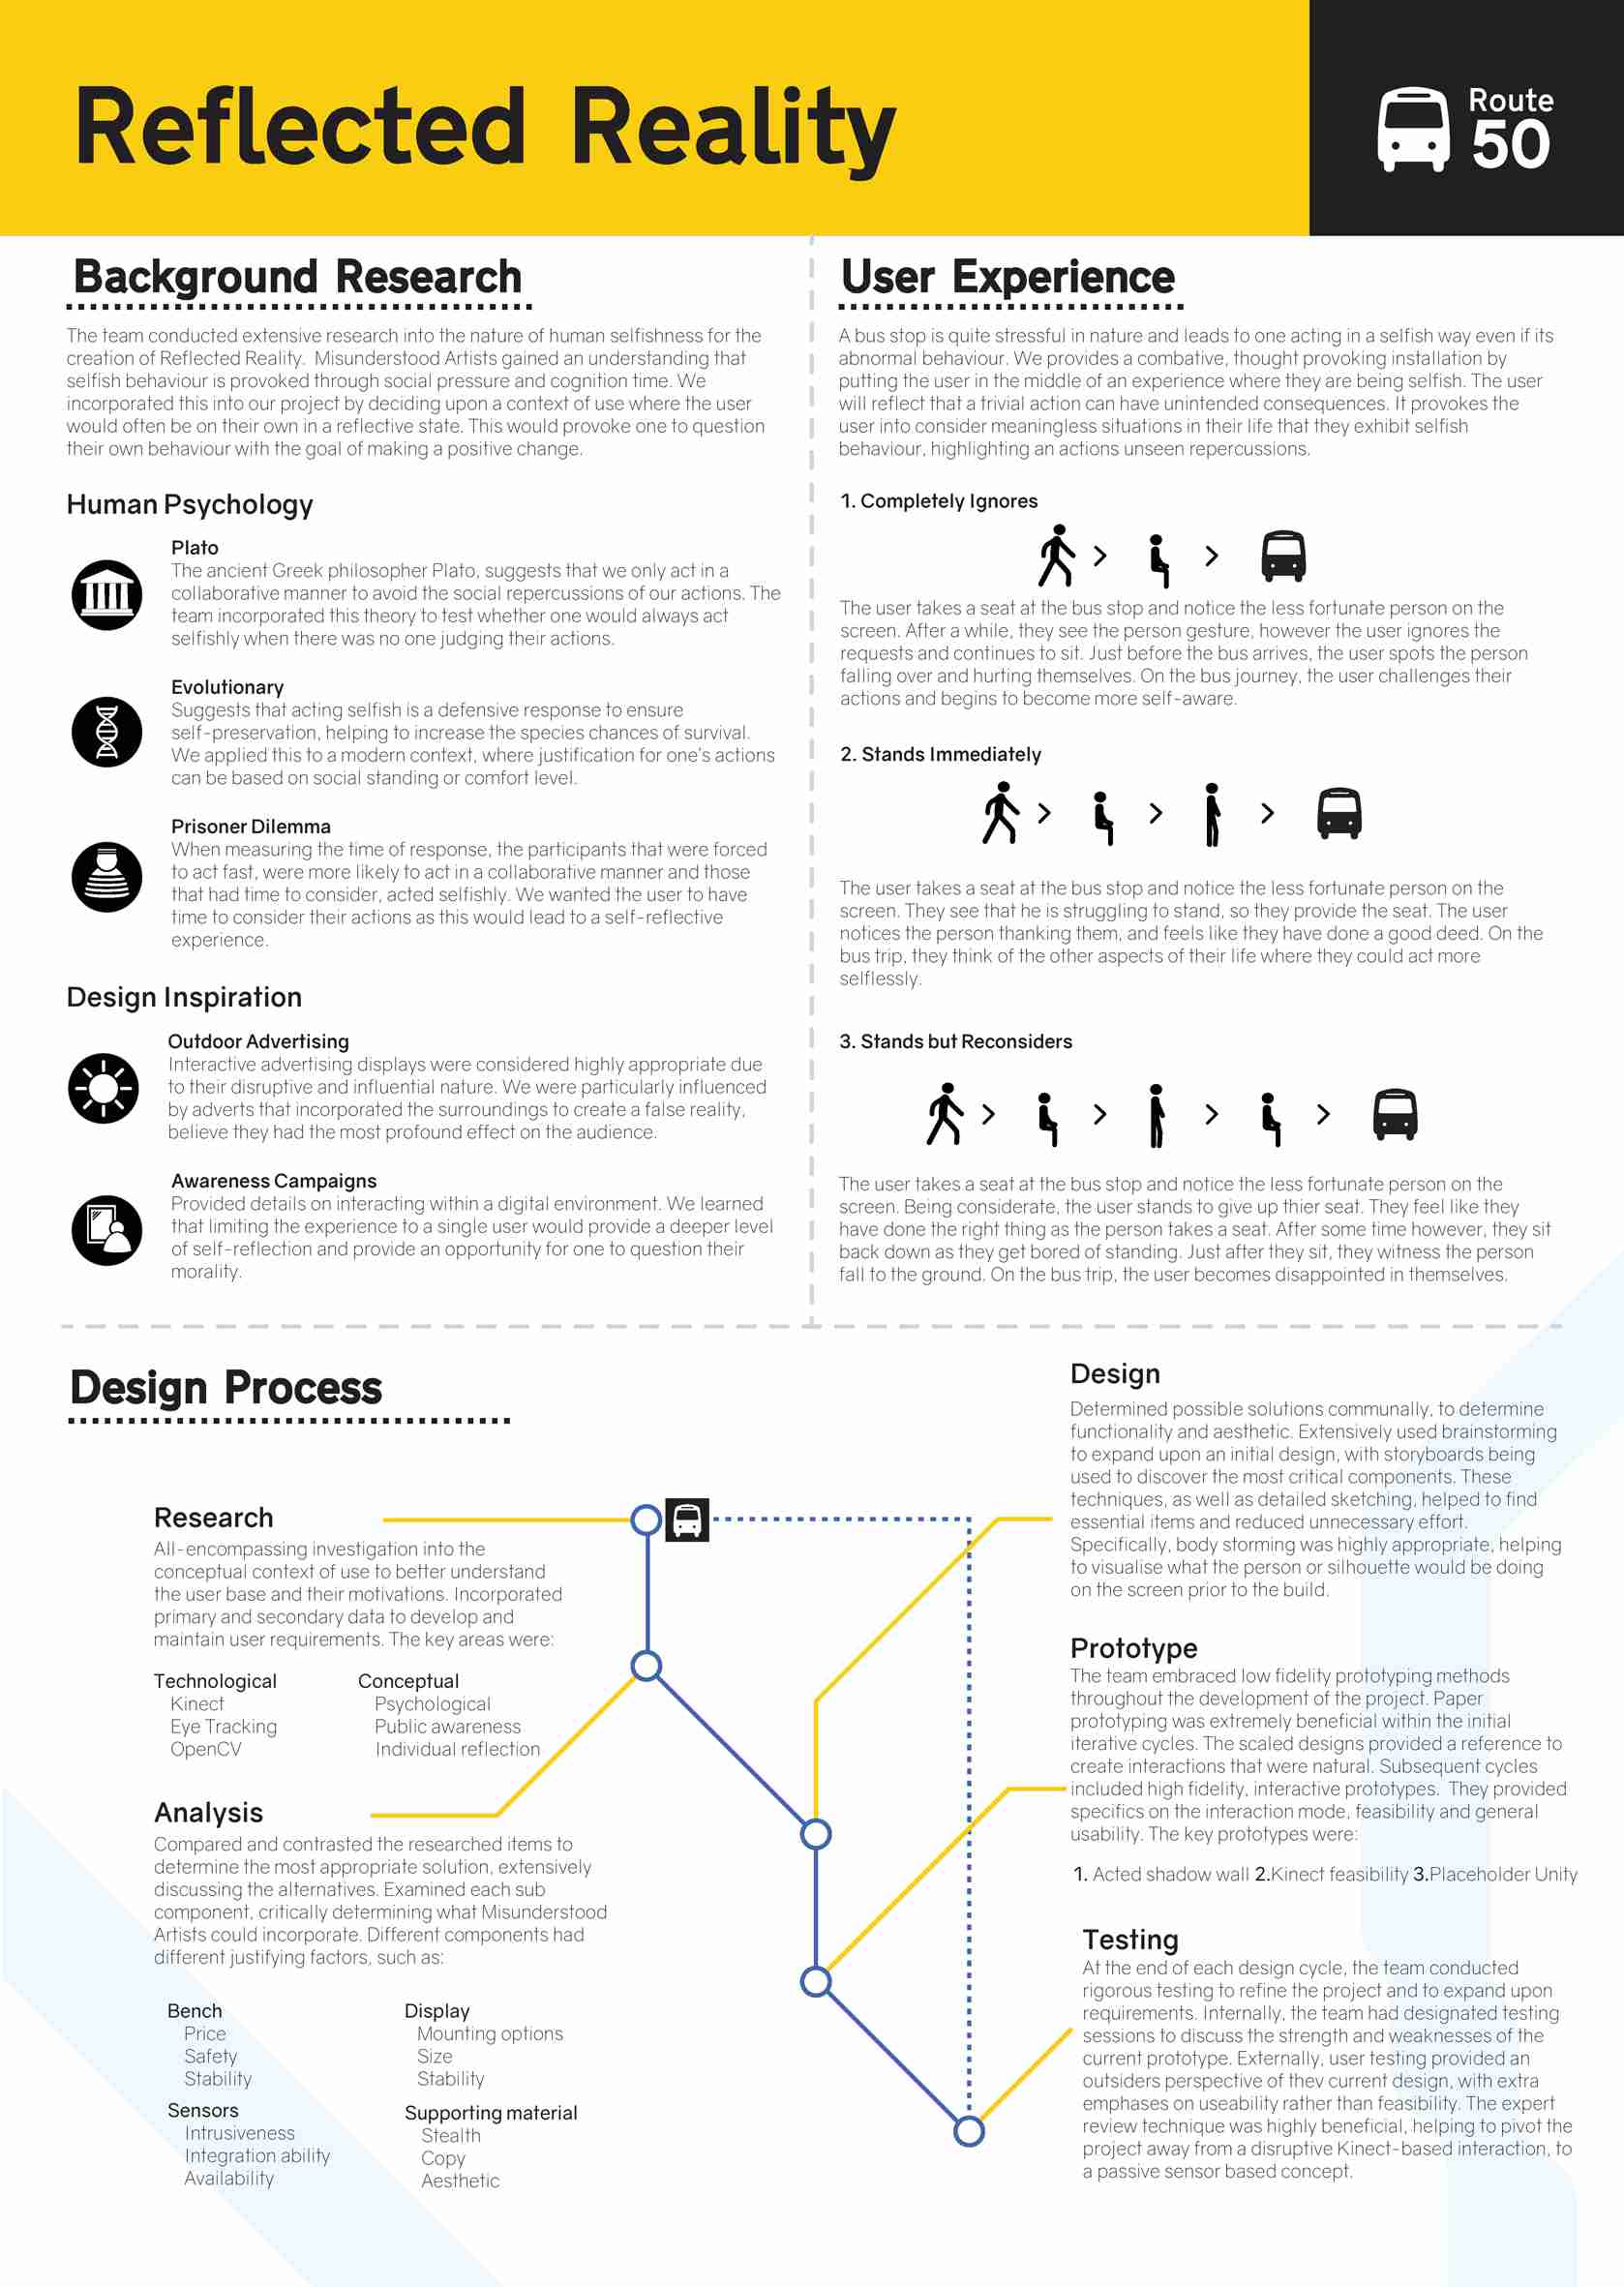 Reflected Reality
Route
50
Background Research
The team conducted extensive research into the nature of human selfishness for the
creation of Reflected Reality.  Misunderstood Artists gained an understanding that
selfish behaviour is provoked through social pressure and cognition time. We
incorporated this into our project by deciding upon a context of use where the user
would often be on their own in a reflective state. This would provoke one to question
their own behaviour with the goal of making a positive change.
Human Psychology
Plato
The ancient Greek philosopher Plato, suggests that we only act in a
collaborative manner to avoid the social repercussions of our actions. The
team incorporated this theory to test whether one would always act
selfishly when there was no one judging their actions.
Evolutionary
Suggests that acting selfish is a defensive response to ensure
self-preservation, helping to increase the species chances of survival.
We applied this to a modern context, where justification for one's actions
can be based on social standing or comfort level.
Prisoner Dilemma
When measuring the time of response, the participants that were forced
to act fast, were more likely to act in a collaborative manner and those
that had time to consider, acted selfishly. We wanted the user to have
time to consider their actions as this would lead to a self-reflective
experience.
Design Inspiration
Outdoor Advertising
Interactive advertising displays were considered highly appropriate due
to their disruptive and influential nature. We were particularly influenced
by adverts that incorporated the surroundings to create a false reality,
believe they had the most profound effect on the audience.
Awareness Campaigns
Provided details on interacting within a digital environment. We learned
that limiting the experience to a single user would provide a deeper level
of self-reflection and provide an opportunity for one to question their
morality.
User Experience
A bus stop is quite stressful in nature and leads to one acting in a selfish way even if its
abnormal behaviour. We provides a combative, thought provoking installation by
putting the user in the middle of an experience where they are being selfish. The user
will reflect that a trivial action can have unintended consequences. It provokes the
user into consider meaningless situations in their life that they exhibit selfish
behaviour, highlighting an actions unseen repercussions.
1. Completely Ignores
> >
The user takes a seat at the bus stop and notice the less fortunate person on the
screen. After a while, they see the person gesture, however the user ignores the
requests and continues to sit. Just before the bus arrives, the user spots the person
falling over and hurting themselves. On the bus journey, the user challenges their
actions and begins to become more self-aware.
2. Stands Immediately
> > >
The user takes a seat at the bus stop and notice the less fortunate person on the
screen. They see that he is struggling to stand, so they provide the seat. The user
notices the person thanking them, and feels like they have done a good deed. On the
bus trip, they think of the other aspects of their life where they could act more
selflessly.
3. Stands but Reconsiders
> > > >
The user takes a seat at the bus stop and notice the less fortunate person on the
screen. Being considerate, the user stands to give up thier seat. They feel like they
have done the right thing as the person takes a seat. After some time however, they sit
back down as they get bored of standing. Just after they sit, they witness the person
fall to the ground. On the bus trip, the user becomes disappointed in themselves.
Design Process
Research
All-encompassing investigation into the
conceptual context of use to better understand
the user base and their motivations. Incorporated
primary and secondary data to develop and
maintain user requirements. The key areas were:
Technological
Kinect
Eye Tracking
OpenCV
Conceptual
Psychological
Public awareness
Individual reflection
Analysis
Compared and contrasted the researched items to
determine the most appropriate solution, extensively
discussing the alternatives. Examined each sub
component, critically determining what Misunderstood
Artists could incorporate. Different components had
different justifying factors, such as:
Bench
Price
Safety
Stability
Display
Mounting options
Size
Stability
Sensors
Intrusiveness
Integration ability
Availability
Supporting material
Stealth
Copy
Aesthetic
Design
Determined possible solutions communally, to determine
functionality and aesthetic. Extensively used brainstorming
to expand upon an initial design, with storyboards being
used to discover the most critical components. These
techniques, as well as detailed sketching, helped to find
essential items and reduced unnecessary effort.
Specifically, body storming was highly appropriate, helping
to visualise what the person or silhouette would be doing
on the screen prior to the build.
Prototype
The team embraced low fidelity prototyping methods
throughout the development of the project. Paper
prototyping was extremely beneficial within the initial
iterative cycles. The scaled designs provided a reference to
create interactions that were natural. Subsequent cycles
included high fidelity, interactive prototypes.  They provided
specifics on the interaction mode, feasibility and general
usability. The key prototypes were:
1. Acted shadow wall 2.Kinect feasibility 3.Placeholder Unity
Testing
At the end of each design cycle, the team conducted
rigorous testing to refine the project and to expand upon
requirements. Internally, the team had designated testing
sessions to discuss the strength and weaknesses of the
current prototype. Externally, user testing provided an
outsiders perspective of thev current design, with extra
emphases on useability rather than feasibility. The expert
review technique was highly beneficial, helping to pivot the
project away from a disruptive Kinect-based interaction, to
a passive sensor based concept.